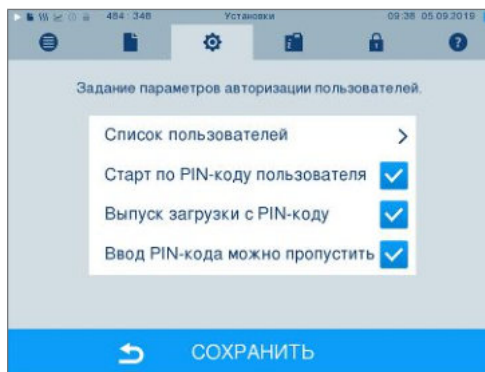 484 : 348 Установки 09:38 05.09.2019
Задание параметров авторизации пользователей.
Список пользователей
Старт по PIN-коду пользователя
Выпуск загрузки с PIN-коду
Ввод PIN-кода можно пропустить
СОХРАНИТЬ